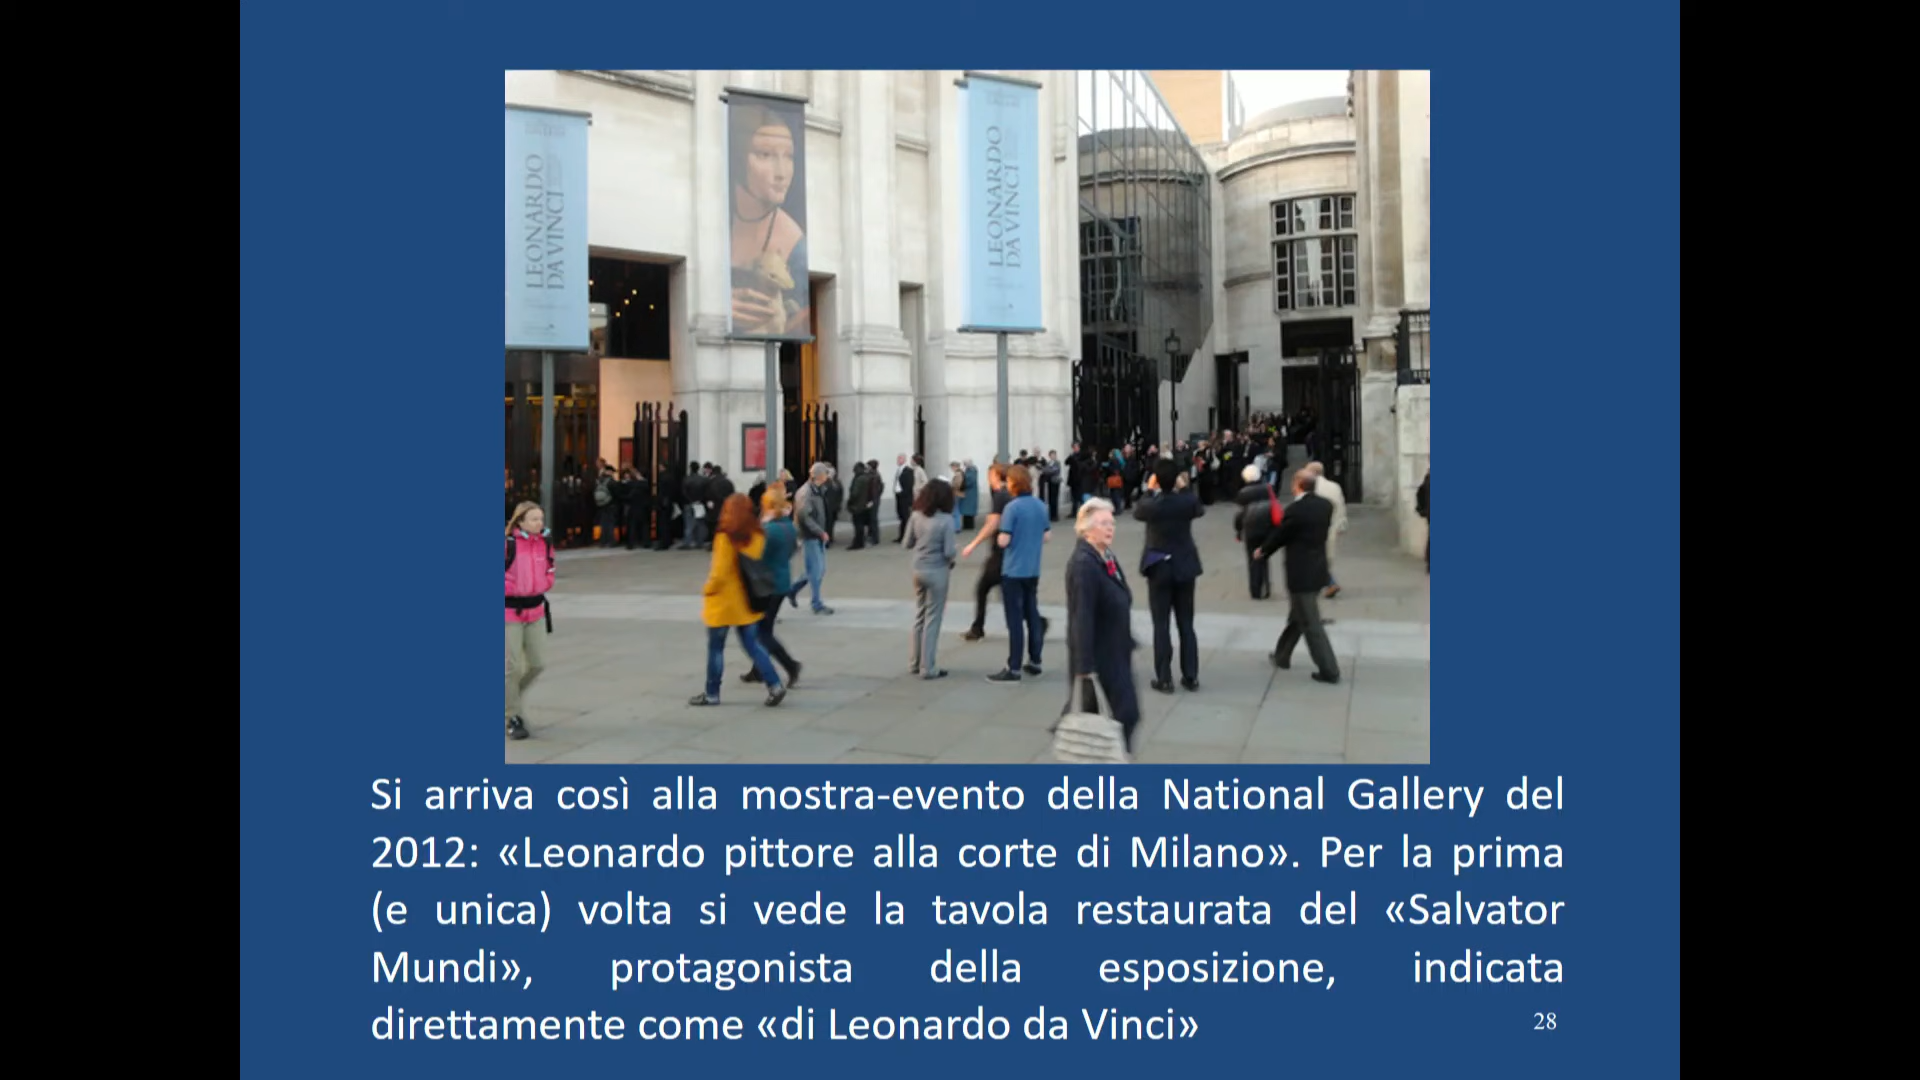 LEONARDO
DA VINCI
LEONARDO
DA VINCI
Si arriva così alla mostra-evento della National Gallery del
2012: «Leonardo pittore alla corte di Milano». Per la prima
(e unica) volta si vede la tavola restaurata del «Salvator
Mundi», protagonista della esposizione, indicata
direttamente come «di Leonardo da Vinci»
28